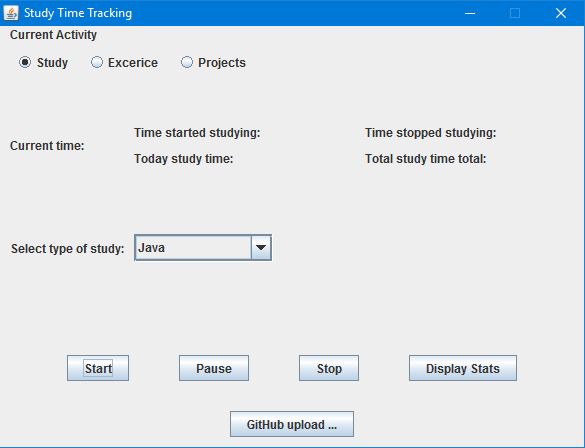 Study Time Tracking
Current Activity
Study Excerice Projects
Time started studying: Time stopped studying:
Current time:
Today study time: Total study time total:
Select type of study: Java
Start Pause Stop Display Stats
GitHub upload ...